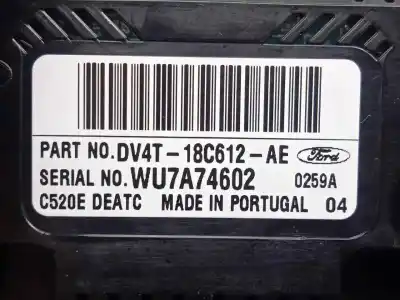 PART NO.DV4T-18C612-AE Ford
SERIAL NO.WU7A74602 0259A
C520E DEATC MADE IN PORTUGAL 04